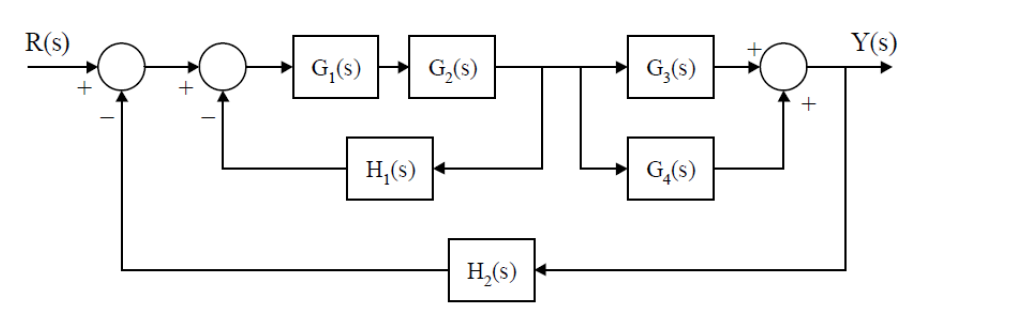 R(s)
Y(s)
+
G₁(s)
G₂(s)
G₃(s)
+
+
+
−
−
H₁(s)
G₄(s)
H₂(s)